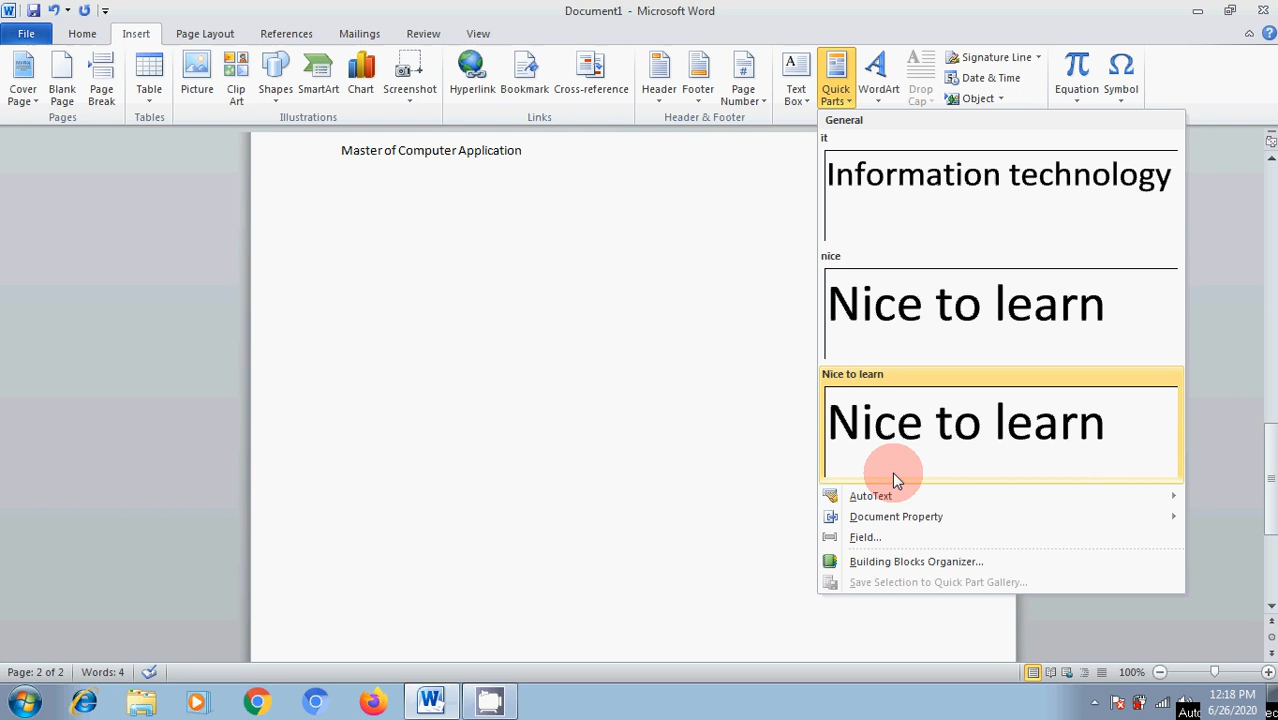 Document1 - Microsoft Word
File Home Insert Page Layout References Mailings Review View
Cover Page Blank Page Page Break Table Picture Clip Art Shapes SmartArt Chart Screenshot Hyperlink Bookmark Cross-reference Header Footer Page Number Text Box Quick Parts WordArt Drop Cap Equation Symbol
Signature Line
Date & Time
Object
Pages Tables Illustrations Links Header & Footer
General
it
Information technology
nice
Nice to learn
Nice to learn
Nice to learn
AutoText
Document Property
Field...
Building Blocks Organizer...
Save Selection to Quick Part Gallery...
Master of Computer Application
Page: 2 of 2 Words: 4 100%
12:18 PM
6/26/2020